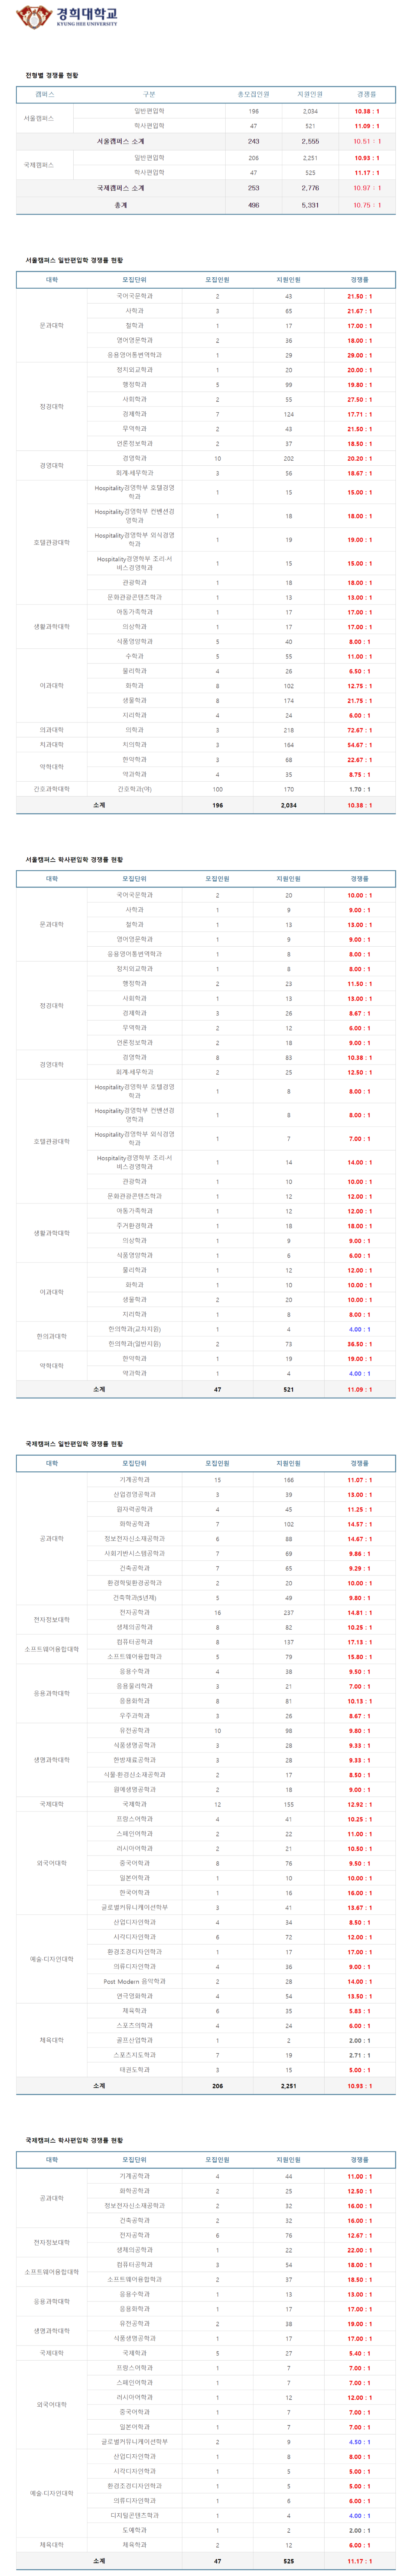 경희대학교
KYUNG HEE UNIVERSITY
전형별 경쟁률 현황
캠퍼스 구분 총모집인원 지원인원 경쟁률
서울캠퍼스 일반편입학 196 2,034 10.38 : 1
학사편입학 47 521 11.09 : 1
서울캠퍼스 소계 243 2,555 10.51 : 1
국제캠퍼스 일반편입학 206 2,251 10.93 : 1
학사편입학 47 525 11.17 : 1
국제캠퍼스 소계 253 2,776 10.97 : 1
총계 496 5,331 10.75 : 1
서울캠퍼스 일반편입학 경쟁률 현황
대학 모집단위 모집인원 지원인원 경쟁률
문과대학 국어국문학과 2 43 21.50 : 1
사학과 3 65 21.67 : 1
철학과 1 17 17.00 : 1
영어영문학과 2 36 18.00 : 1
응용영어통번역학과 1 29 29.00 : 1
정경대학 정치외교학과 1 20 20.00 : 1
행정학과 5 99 19.80 : 1
사회학과 2 55 27.50 : 1
경제학과 7 124 17.71 : 1
무역학과 2 43 21.50 : 1
언론정보학과 2 37 18.50 : 1
경영대학 경영학과 10 202 20.20 : 1
회계·세무학과 3 56 18.67 : 1
호텔관광대학 Hospitality경영학부 호텔경영
학과 1 15 15.00 : 1
Hospitality경영학부 컨벤션경
영학과 1 18 18.00 : 1
Hospitality경영학부 외식경영
학과 1 19 19.00 : 1
Hospitality경영학부 조리·서
비스경영학과 1 15 15.00 : 1
관광학과 1 18 18.00 : 1
문화관광콘텐츠학과 1 13 13.00 : 1
생활과학대학 아동가족학과 1 17 17.00 : 1
의상학과 1 17 17.00 : 1
식품영양학과 5 40 8.00 : 1
이과대학 수학과 5 55 11.00 : 1
물리학과 4 26 6.50 : 1
화학과 8 102 12.75 : 1
생물학과 8 174 21.75 : 1
지리학과 4 24 6.00 : 1
의과대학 의학과 3 218 72.67 : 1
치과대학 치의학과 3 164 54.67 : 1
약학대학 한약학과 3 68 22.67 : 1
약과학과 4 35 8.75 : 1
간호과학대학 간호학과(야) 100 170 1.70 : 1
소계 196 2,034 10.38 : 1
서울캠퍼스 학사편입학 경쟁률 현황
대학 모집단위 모집인원 지원인원 경쟁률
문과대학 국어국문학과 2 20 10.00 : 1
사학과 1 9 9.00 : 1
철학과 1 13 13.00 : 1
영어영문학과 1 9 9.00 : 1
응용영어통번역학과 1 8 8.00 : 1
정경대학 정치외교학과 1 8 8.00 : 1
행정학과 2 23 11.50 : 1
사회학과 1 13 13.00 : 1
경제학과 3 26 8.67 : 1
무역학과 2 12 6.00 : 1
언론정보학과 2 18 9.00 : 1
경영대학 경영학과 8 83 10.38 : 1
회계·세무학과 2 25 12.50 : 1
호텔관광대학 Hospitality경영학부 호텔경영
학과 1 8 8.00 : 1
Hospitality경영학부 컨벤션경
영학과 1 8 8.00 : 1
Hospitality경영학부 외식경영
학과 1 7 7.00 : 1
Hospitality경영학부 조리·서
비스경영학과 1 14 14.00 : 1
관광학과 1 10 10.00 : 1
문화관광콘텐츠학과 1 12 12.00 : 1
생활과학대학 아동가족학과 1 12 12.00 : 1
주거환경학과 1 18 18.00 : 1
의상학과 1 9 9.00 : 1
식품영양학과 1 6 6.00 : 1
이과대학 물리학과 1 12 12.00 : 1
화학과 1 10 10.00 : 1
생물학과 2 20 10.00 : 1
지리학과 1 8 8.00 : 1
한의과대학 한의학과(교차지원) 1 4 4.00 : 1
한의학과(일반지원) 2 73 36.50 : 1
약학대학 한약학과 1 19 19.00 : 1
약과학과 1 4 4.00 : 1
소계 47 521 11.09 : 1
국제캠퍼스 일반편입학 경쟁률 현황
대학 모집단위 모집인원 지원인원 경쟁률
공과대학 기계공학과 15 166 11.07 : 1
산업경영공학과 3 39 13.00 : 1
원자력공학과 4 45 11.25 : 1
화학공학과 7 102 14.57 : 1
정보전자신소재공학과 6 88 14.67 : 1
사회기반시스템공학과 7 69 9.86 : 1
건축공학과 7 65 9.29 : 1
환경학및환경공학과 2 20 10.00 : 1
건축학과(5년제) 5 49 9.80 : 1
전자정보대학 전자공학과 16 237 14.81 : 1
생체의공학과 8 82 10.25 : 1
소프트웨어융합대학 컴퓨터공학과 8 137 17.13 : 1
소프트웨어융합학과 5 79 15.80 : 1
응용과학대학 응용수학과 4 38 9.50 : 1
응용물리학과 3 21 7.00 : 1
응용화학과 8 81 10.13 : 1
우주과학과 3 26 8.67 : 1
생명과학대학 유전공학과 10 98 9.80 : 1
식품생명공학과 3 28 9.33 : 1
한방재료공학과 3 28 9.33 : 1
식물·환경신소재공학과 2 17 8.50 : 1
원예생명공학과 2 18 9.00 : 1
국제대학 국제학과 12 155 12.92 : 1
외국어대학 프랑스어학과 4 41 10.25 : 1
스페인어학과 2 22 11.00 : 1
러시아어학과 2 21 10.50 : 1
중국어학과 8 76 9.50 : 1
일본어학과 1 10 10.00 : 1
한국어학과 1 16 16.00 : 1
글로벌커뮤니케이션학부 3 41 13.67 : 1
예술·디자인대학 산업디자인학과 4 34 8.50 : 1
시각디자인학과 6 72 12.00 : 1
환경조경디자인학과 1 17 17.00 : 1
의류디자인학과 4 36 9.00 : 1
Post Modern 음악학과 2 28 14.00 : 1
연극영화학과 4 54 13.50 : 1
체육대학 체육학과 6 35 5.83 : 1
스포츠의학과 4 24 6.00 : 1
골프산업학과 1 2 2.00 : 1
스포츠지도학과 7 19 2.71 : 1
태권도학과 3 15 5.00 : 1
소계 206 2,251 10.93 : 1
국제캠퍼스 학사편입학 경쟁률 현황
대학 모집단위 모집인원 지원인원 경쟁률
공과대학 기계공학과 4 44 11.00 : 1
화학공학과 2 25 12.50 : 1
정보전자신소재공학과 2 32 16.00 : 1
건축공학과 2 32 16.00 : 1
전자정보대학 전자공학과 6 76 12.67 : 1
생체의공학과 1 22 22.00 : 1
소프트웨어융합대학 컴퓨터공학과 3 54 18.00 : 1
소프트웨어융합학과 2 37 18.50 : 1
응용과학대학 응용수학과 1 13 13.00 : 1
응용화학과 1 17 17.00 : 1
생명과학대학 유전공학과 2 38 19.00 : 1
식품생명공학과 1 17 17.00 : 1
국제대학 국제학과 5 27 5.40 : 1
외국어대학 프랑스어학과 1 7 7.00 : 1
스페인어학과 1 7 7.00 : 1
러시아어학과 1 12 12.00 : 1
중국어학과 1 7 7.00 : 1
일본어학과 1 7 7.00 : 1
글로벌커뮤니케이션학부 2 9 4.50 : 1
예술·디자인대학 산업디자인학과 1 8 8.00 : 1
시각디자인학과 1 5 5.00 : 1
환경조경디자인학과 1 5 5.00 : 1
의류디자인학과 1 6 6.00 : 1
디지털콘텐츠학과 1 4 4.00 : 1
도예학과 1 2 2.00 : 1
체육대학 체육학과 2 12 6.00 : 1
소계 47 525 11.17 : 1